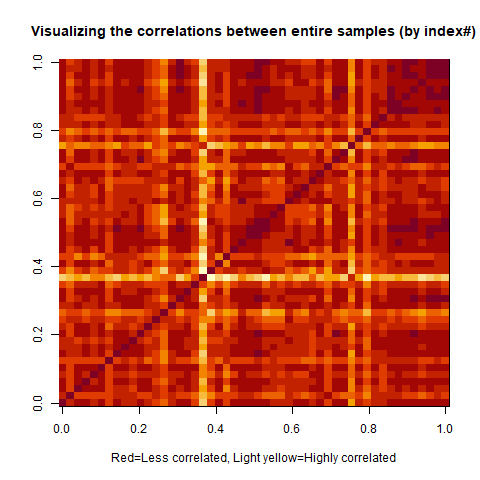 Visualizing the correlations between entire samples (by index#)
1.0
0.8
0.6
0.4
0.2
0.0
0.0 0.2 0.4 0.6 0.8 1.0
Red=Less correlated, Light yellow=Highly correlated